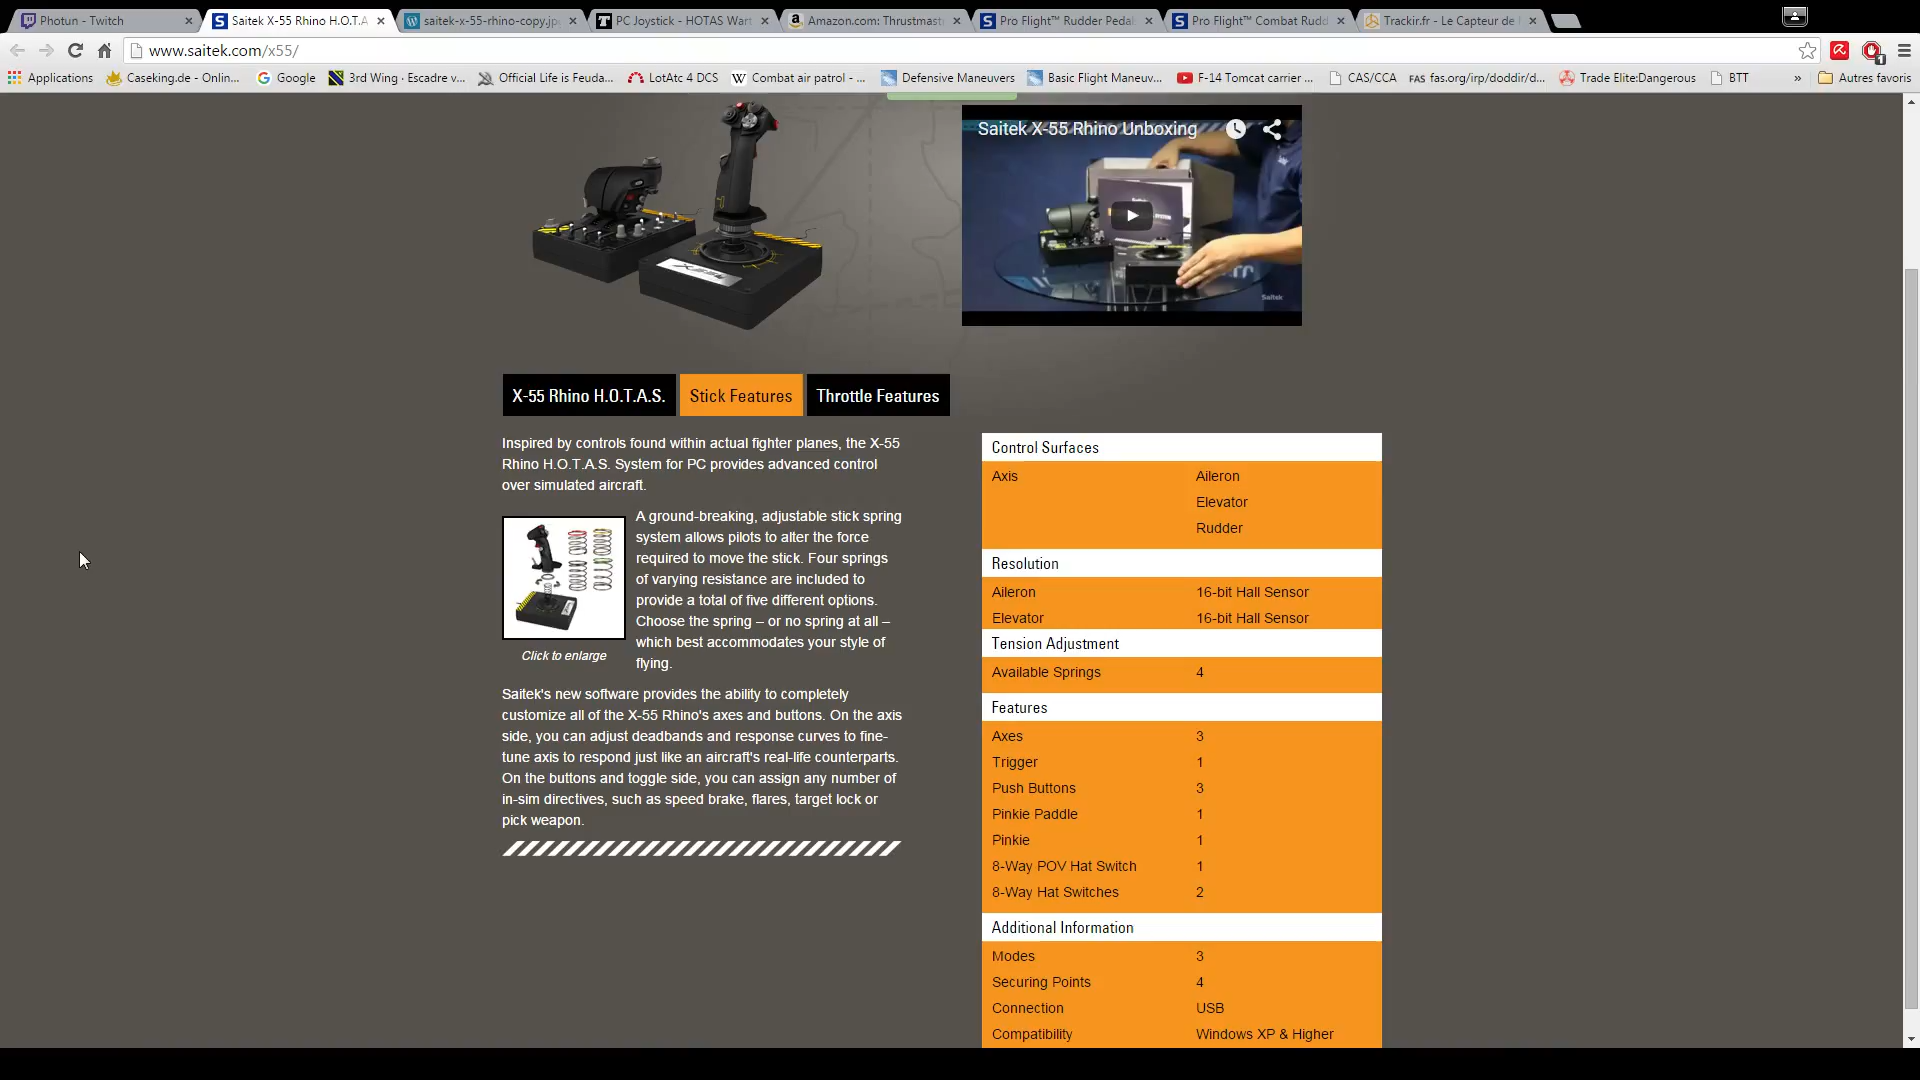 Photun - Twitch
Saitek X-55 Rhino H.O.T.A
saitek-x-55-rhino-copy.jp
PC Joystick - HOTAS Wart
Amazon.com: Thrustmast
Pro Flight™ Rudder Pedal
Pro Flight™ Combat Rudd
Trackir.fr - Le Capteur de
www.saitek.com/x55/
Applications
Caseking.de - Onlin...
Google
3rd Wing · Escadre v...
Official Life is Feuda...
LotAtc 4 DCS
Combat air patrol - ...
Defensive Maneuvers
Basic Flight Maneuv...
F-14 Tomcat carrier ...
CAS/CCA
FAS fas.org/irp/doddir/d...
Trade Elite:Dangerous
BTT
»
Autres favoris
Saitek X-55 Rhino Unboxing
Saitek
X-55 Rhino H.O.T.A.S.
Stick Features
Throttle Features
Inspired by controls found within actual fighter planes, the X-55
Rhino H.O.T.A.S. System for PC provides advanced control
over simulated aircraft.
A ground-breaking, adjustable stick spring
system allows pilots to alter the force
required to move the stick. Four springs
of varying resistance are included to
provide a total of five different options.
Choose the spring – or no spring at all –
which best accommodates your style of
flying.
Click to enlarge
Saitek's new software provides the ability to completely
customize all of the X-55 Rhino's axes and buttons. On the axis
side, you can adjust deadbands and response curves to fine-
tune axis to respond just like an aircraft's real-life counterparts.
On the buttons and toggle side, you can assign any number of
in-sim directives, such as speed brake, flares, target lock or
pick weapon.
Control Surfaces
Axis Aileron
Elevator
Rudder
Resolution
Aileron 16-bit Hall Sensor
Elevator 16-bit Hall Sensor
Tension Adjustment
Available Springs 4
Features
Axes 3
Trigger 1
Push Buttons 3
Pinkie Paddle 1
Pinkie 1
8-Way POV Hat Switch 1
8-Way Hat Switches 2
Additional Information
Modes 3
Securing Points 4
Connection USB
Compatibility Windows XP & Higher